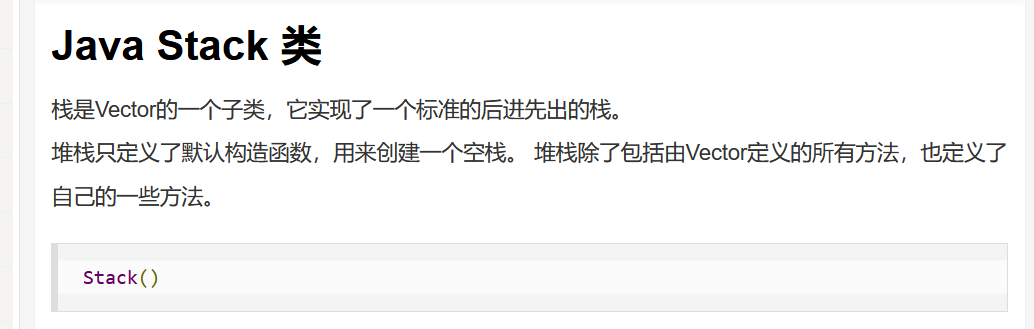 Java Stack 类
栈是Vector的一个子类，它实现了一个标准的后进先出的栈。
堆栈只定义了默认构造函数，用来创建一个空栈。 堆栈除了包括由Vector定义的所有方法，也定义了
自己的一些方法。
Stack()